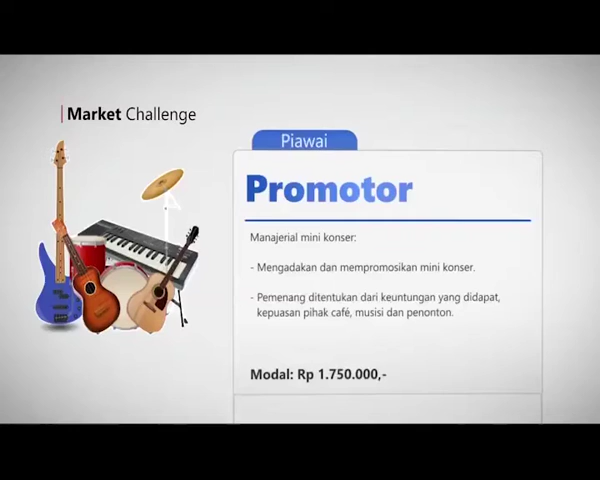 Market Challenge
Piawai
Promotor
Manajerial mini konser:
- Mengadakan dan mempromosikan mini konser.
- Pemenang ditentukan dari keuntungan yang didapat,
kepuasan pihak café, musisi dan penonton.
Modal: Rp 1.750.000,-